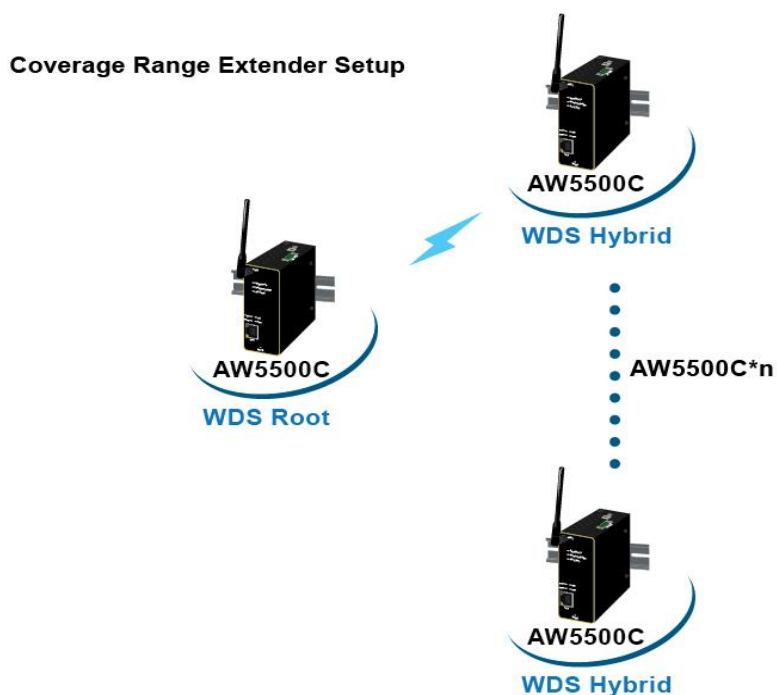 Coverage Range Extender Setup
AW5500C
WDS Hybrid
AW5500C
WDS Root
AW5500C*n
AW5500C
WDS Hybrid